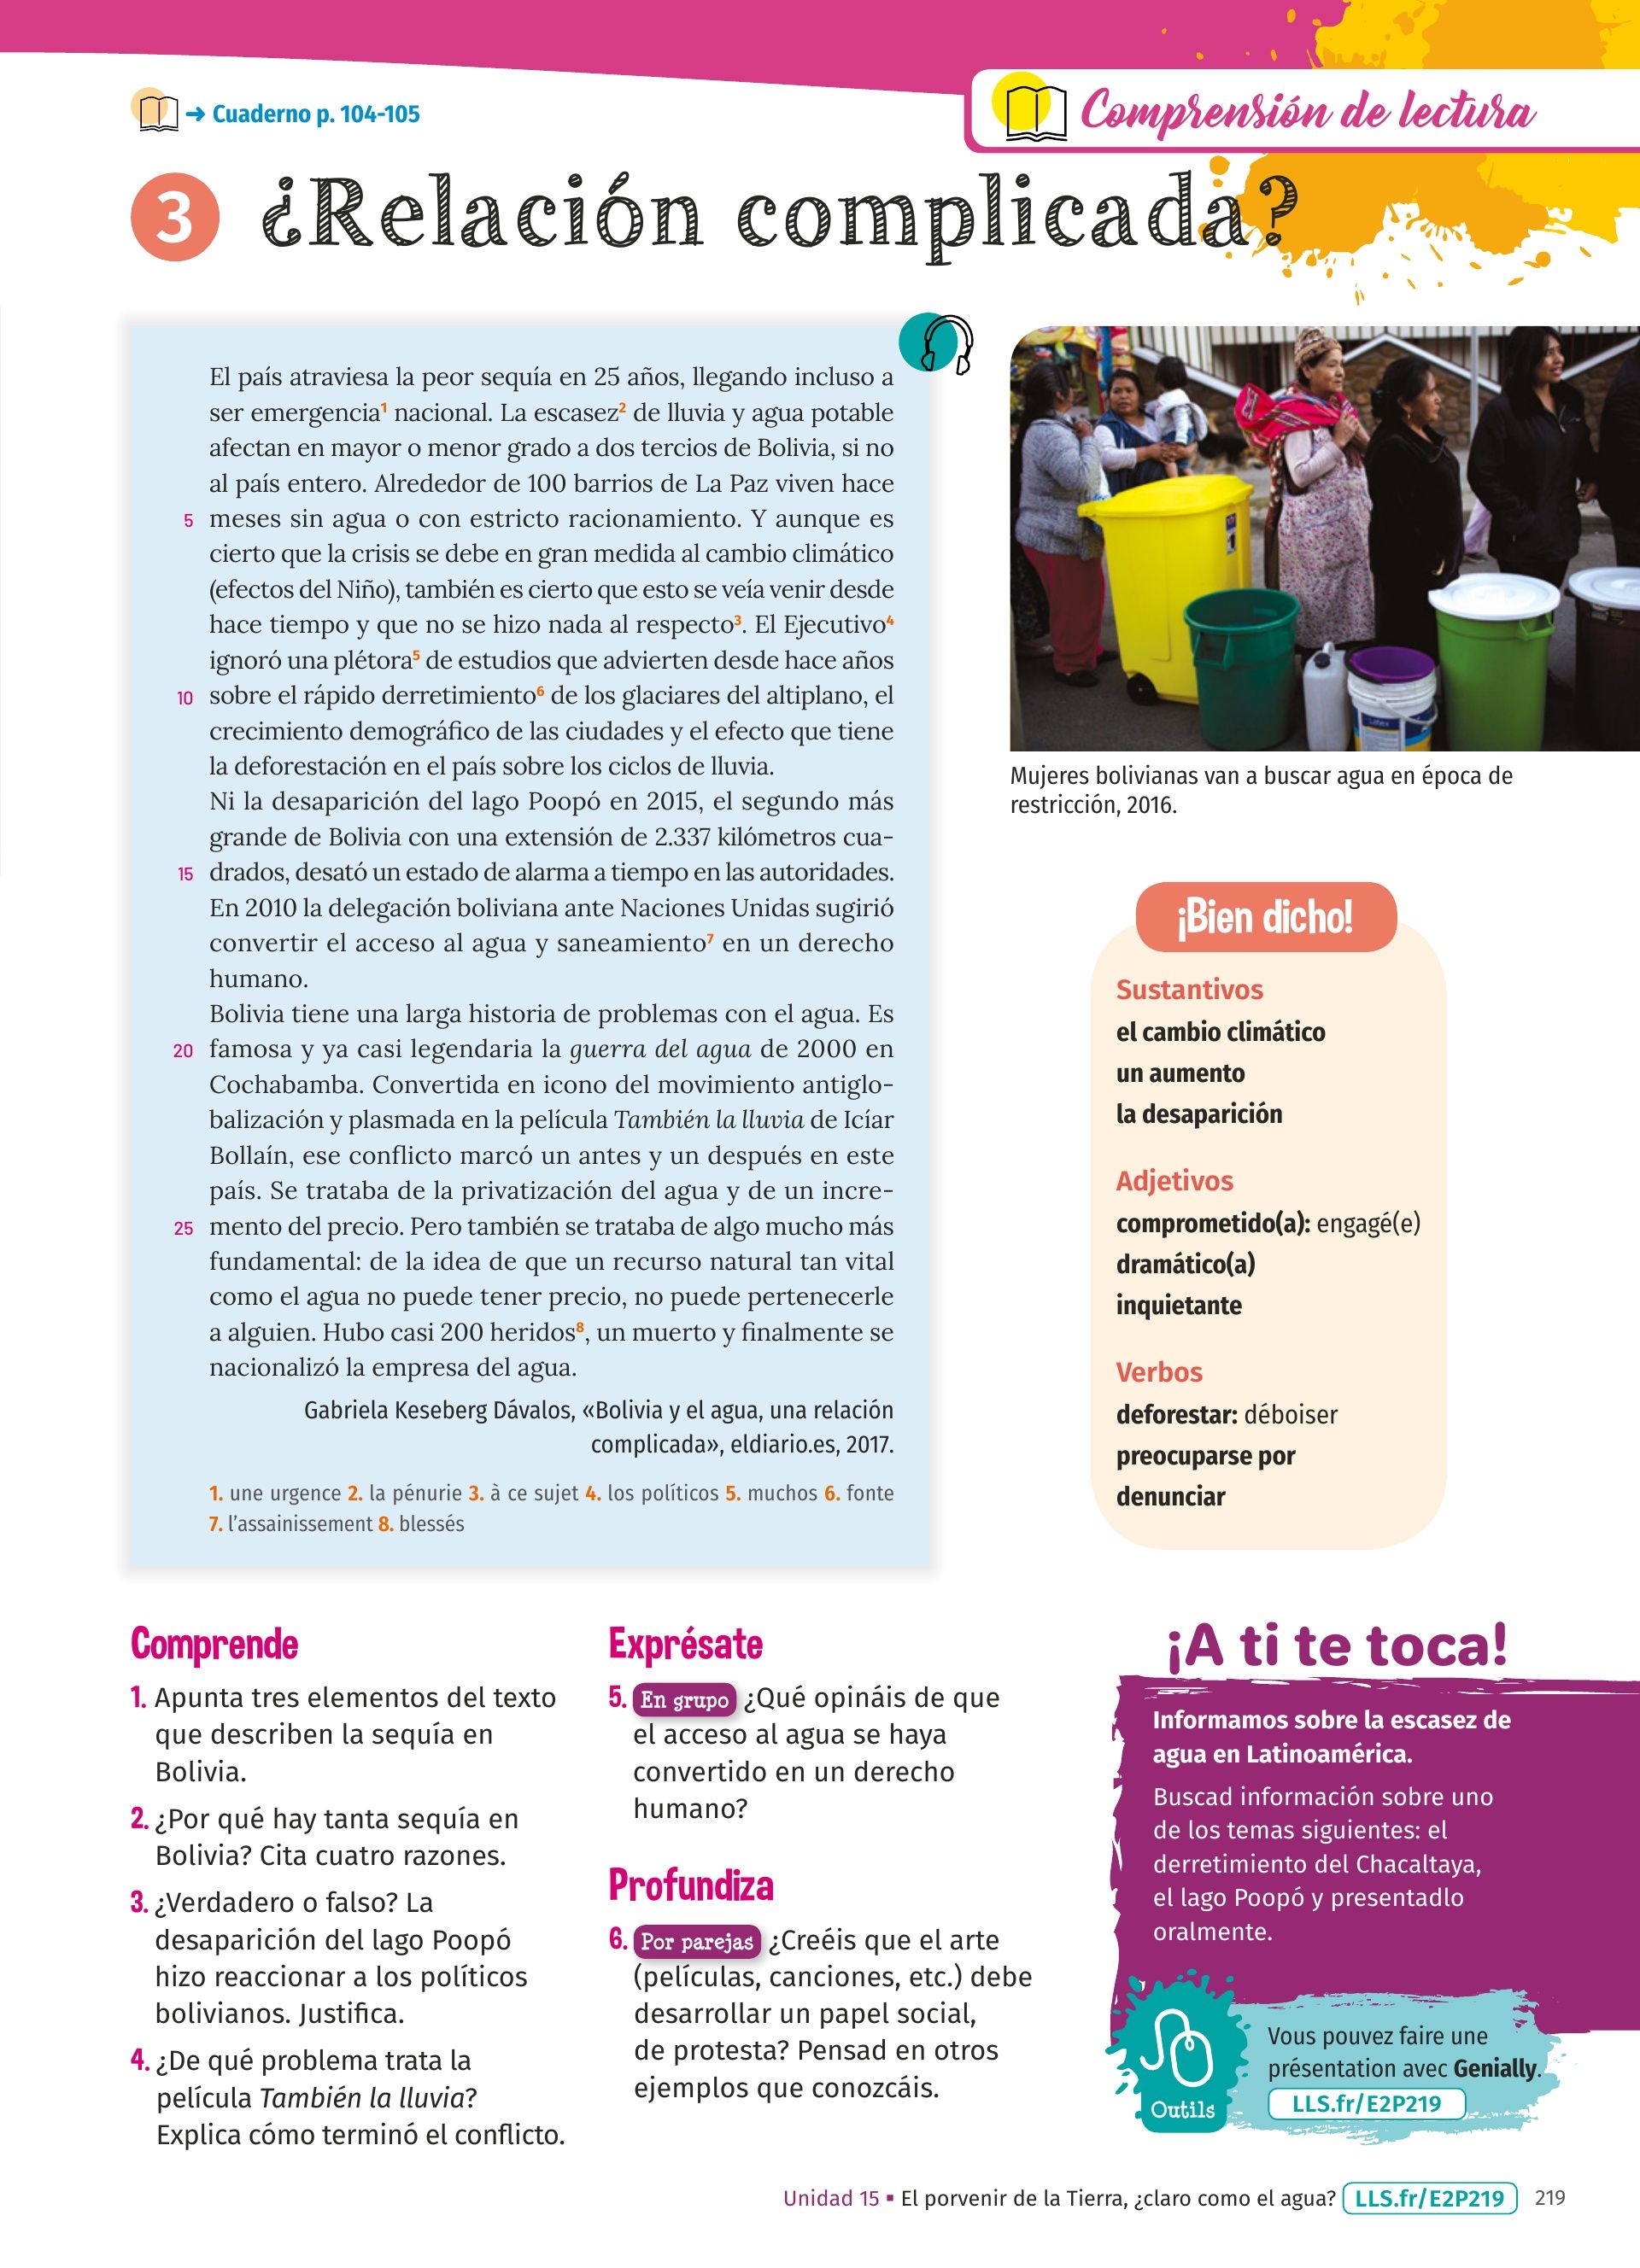 ➜ Cuaderno p. 104-105
Comprensión de lectura
3 ¿Relación complicada?
El país atraviesa la peor sequía en 25 años, llegando incluso a
ser emergencia¹ nacional. La escasez² de lluvia y agua potable
afectan en mayor o menor grado a dos tercios de Bolivia, si no
al país entero. Alrededor de 100 barrios de La Paz viven hace
5 meses sin agua o con estricto racionamiento. Y aunque es
cierto que la crisis se debe en gran medida al cambio climático
(efectos del Niño), también es cierto que esto se veía venir desde
hace tiempo y que no se hizo nada al respecto³. El Ejecutivo⁴
ignoró una plétora⁵ de estudios que advierten desde hace años
10 sobre el rápido derretimiento⁶ de los glaciares del altiplano, el
crecimiento demográfico de las ciudades y el efecto que tiene
la deforestación en el país sobre los ciclos de lluvia.
Ni la desaparición del lago Poopó en 2015, el segundo más
grande de Bolivia con una extensión de 2.337 kilómetros cua-
15 drados, desató un estado de alarma a tiempo en las autoridades.
En 2010 la delegación boliviana ante Naciones Unidas sugirió
convertir el acceso al agua y saneamiento⁷ en un derecho
humano.
Bolivia tiene una larga historia de problemas con el agua. Es
20 famosa y ya casi legendaria la guerra del agua de 2000 en
Cochabamba. Convertida en icono del movimiento antiglo-
balización y plasmada en la película También la lluvia de Icíar
Bollaín, ese conflicto marcó un antes y un después en este
país. Se trataba de la privatización del agua y de un incre-
25 mento del precio. Pero también se trataba de algo mucho más
fundamental: de la idea de que un recurso natural tan vital
como el agua no puede tener precio, no puede pertenecerle
a alguien. Hubo casi 200 heridos⁸, un muerto y finalmente se
nacionalizó la empresa del agua.
Gabriela Keseberg Dávalos, «Bolivia y el agua, una relación
complicada», eldiario.es, 2017.
1. une urgence 2. la pénurie 3. à ce sujet 4. los políticos 5. muchos 6. fonte
7. l'assainissement 8. blessés
Mujeres bolivianas van a buscar agua en época de
restricción, 2016.
¡Bien dicho!
Sustantivos
el cambio climático
un aumento
la desaparición
Adjetivos
comprometido(a): engagé(e)
dramático(a)
inquietante
Verbos
deforestar: déboiser
preocuparse por
denunciar
Comprende
1. Apunta tres elementos del texto
que describen la sequía en
Bolivia.
2. ¿Por qué hay tanta sequía en
Bolivia? Cita cuatro razones.
3. ¿Verdadero o falso? La
desaparición del lago Poopó
hizo reaccionar a los políticos
bolivianos. Justifica.
4. ¿De qué problema trata la
película También la lluvia?
Explica cómo terminó el conflicto.
Exprésate
5. En grupo ¿Qué opináis de que
el acceso al agua se haya
convertido en un derecho
humano?
Profundiza
6. Por parejas ¿Creéis que el arte
(películas, canciones, etc.) debe
desarrollar un papel social,
de protesta? Pensad en otros
ejemplos que conozcáis.
¡A ti te toca!
Informamos sobre la escasez de
agua en Latinoamérica.
Buscad información sobre uno
de los temas siguientes: el
derretimiento del Chacaltaya,
el lago Poopó y presentadlo
oralmente.
Outils
Vous pouvez faire une
présentation avec Genially.
LLS.fr/E2P219
Unidad 15 ▪ El porvenir de la Tierra, ¿claro como el agua? LLS.fr/E2P219 219